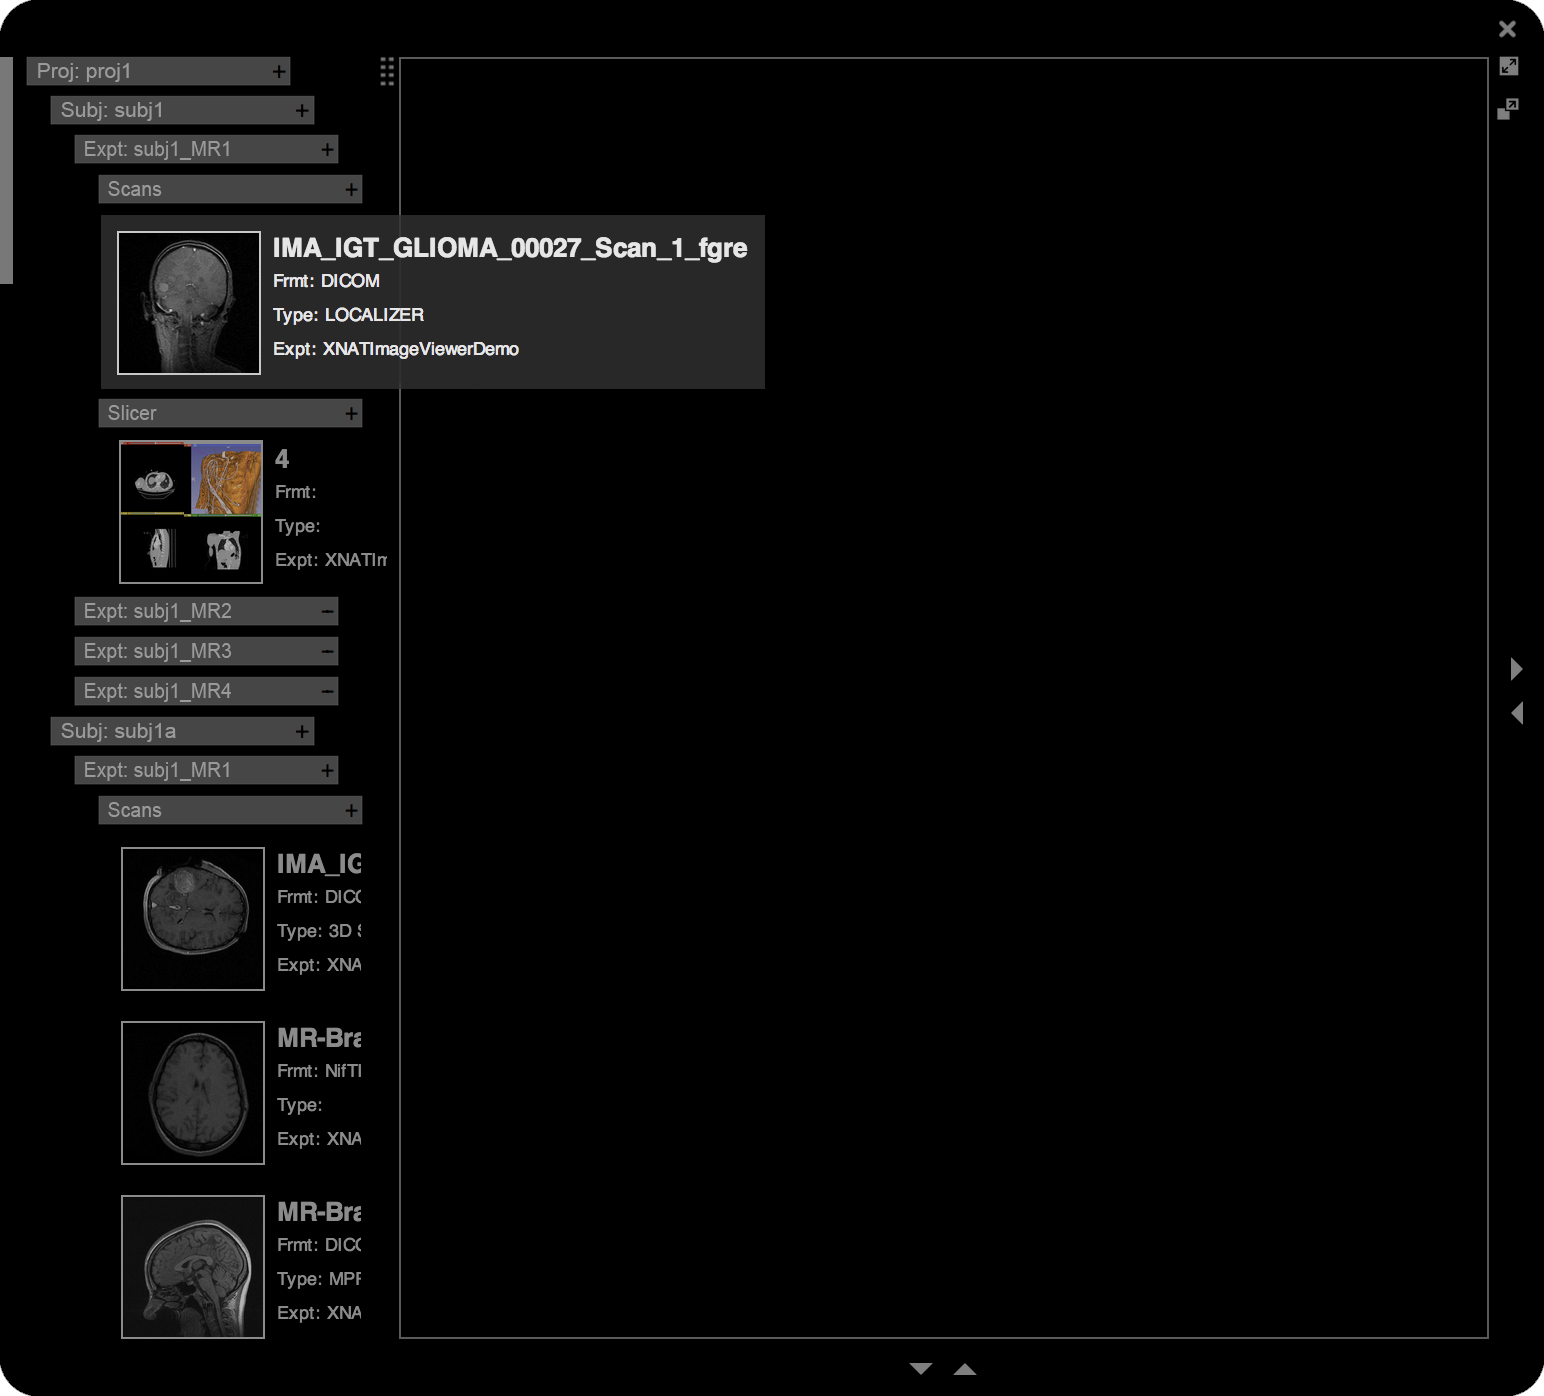 Proj: proj1 +
Subj: subj1 +
Expt: subj1_MR1 +
Scans +
IMA_IGT_GLIOMA_00027_Scan_1_fgre
Frmt: DICOM
Type: LOCALIZER
Expt: XNATImageViewerDemo
Slicer +
4
Frmt:
Type:
Expt: XNATIm
Expt: subj1_MR2 –
Expt: subj1_MR3 –
Expt: subj1_MR4 –
Subj: subj1a +
Expt: subj1_MR1 +
Scans +
IMA_IG
Frmt: DICO
Type: 3D
Expt: XNA
MR-Bra
Frmt: NifTI
Type:
Expt: XNA
MR-Bra
Frmt: DICO
Type: MPR
Expt: XNA